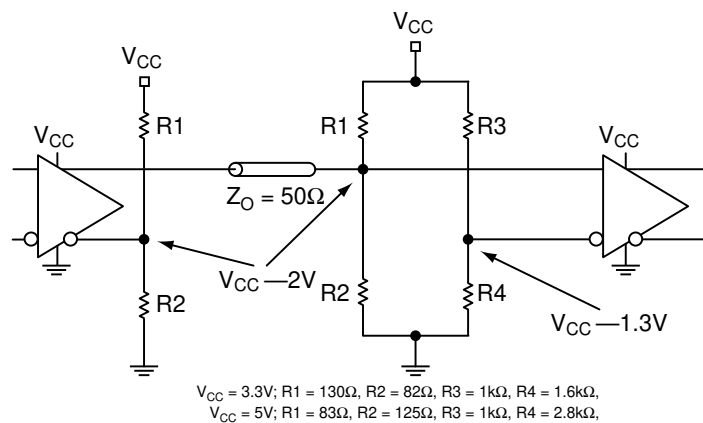 V_CC
V_CC
R1
R1
R3
V_CC
V_CC
Z_O = 50Ω
V_CC—2V
R2
R2
R4
V_CC—1.3V
V_CC = 3.3V; R1 = 130Ω, R2 = 82Ω, R3 = 1kΩ, R4 = 1.6kΩ,
V_CC = 5V; R1 = 83Ω, R2 = 125Ω, R3 = 1kΩ, R4 = 2.8kΩ,